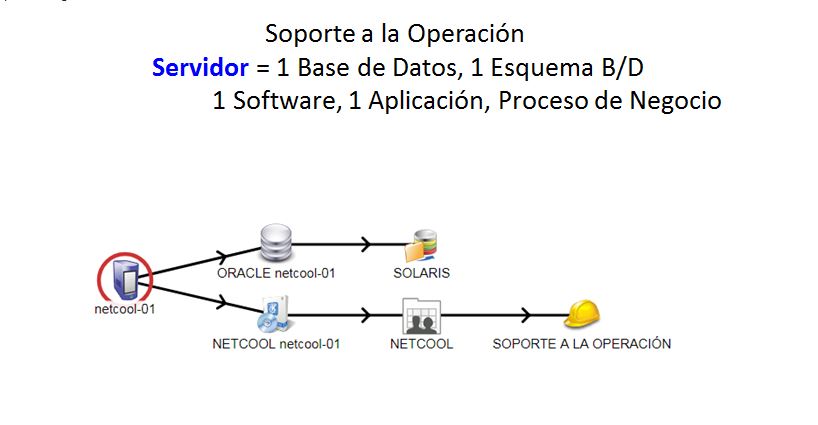 Soporte a la Operación
Servidor = 1 Base de Datos, 1 Esquema B/D
1 Software, 1 Aplicación, Proceso de Negocio
ORACLE netcool-01
SOLARIS
netcool-01
NETCOOL netcool-01
NETCOOL
SOPORTE A LA OPERACIÓN